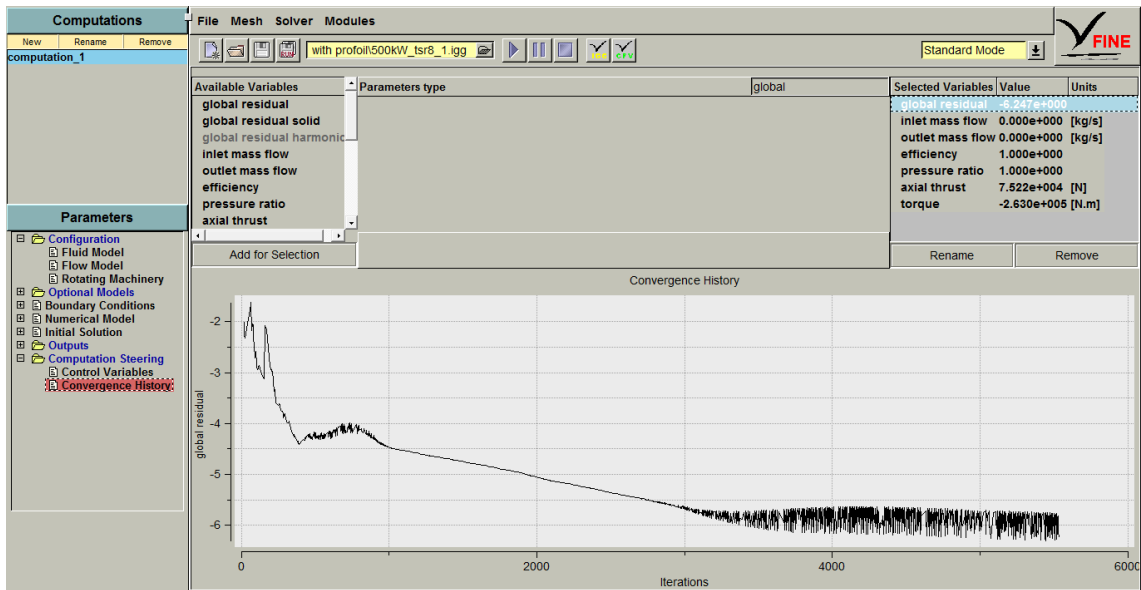 Computations
New Rename Remove
computation_1
File Mesh Solver Modules
with profoil\500kW_tsr8_1.igg
Standard Mode
FINE
Available Variables
global residual
global residual solid
global residual harmonic
inlet mass flow
outlet mass flow
efficiency
pressure ratio
axial thrust
Add for Selection
Parameters type global
Selected Variables Value Units
global residual -6.247e+000
inlet mass flow 0.000e+000 [kg/s]
outlet mass flow 0.000e+000 [kg/s]
efficiency 1.000e+000
pressure ratio 1.000e+000
axial thrust 7.522e+004 [N]
torque -2.630e+005 [N.m]
Rename Remove
Parameters
Configuration
Fluid Model
Flow Model
Rotating Machinery
Optional Models
Boundary Conditions
Numerical Model
Initial Solution
Outputs
Computation Steering
Control Variables
Convergence History
Convergence History
global residual
-2
-3
-4
-5
-6
0 2000 4000 6000
Iterations